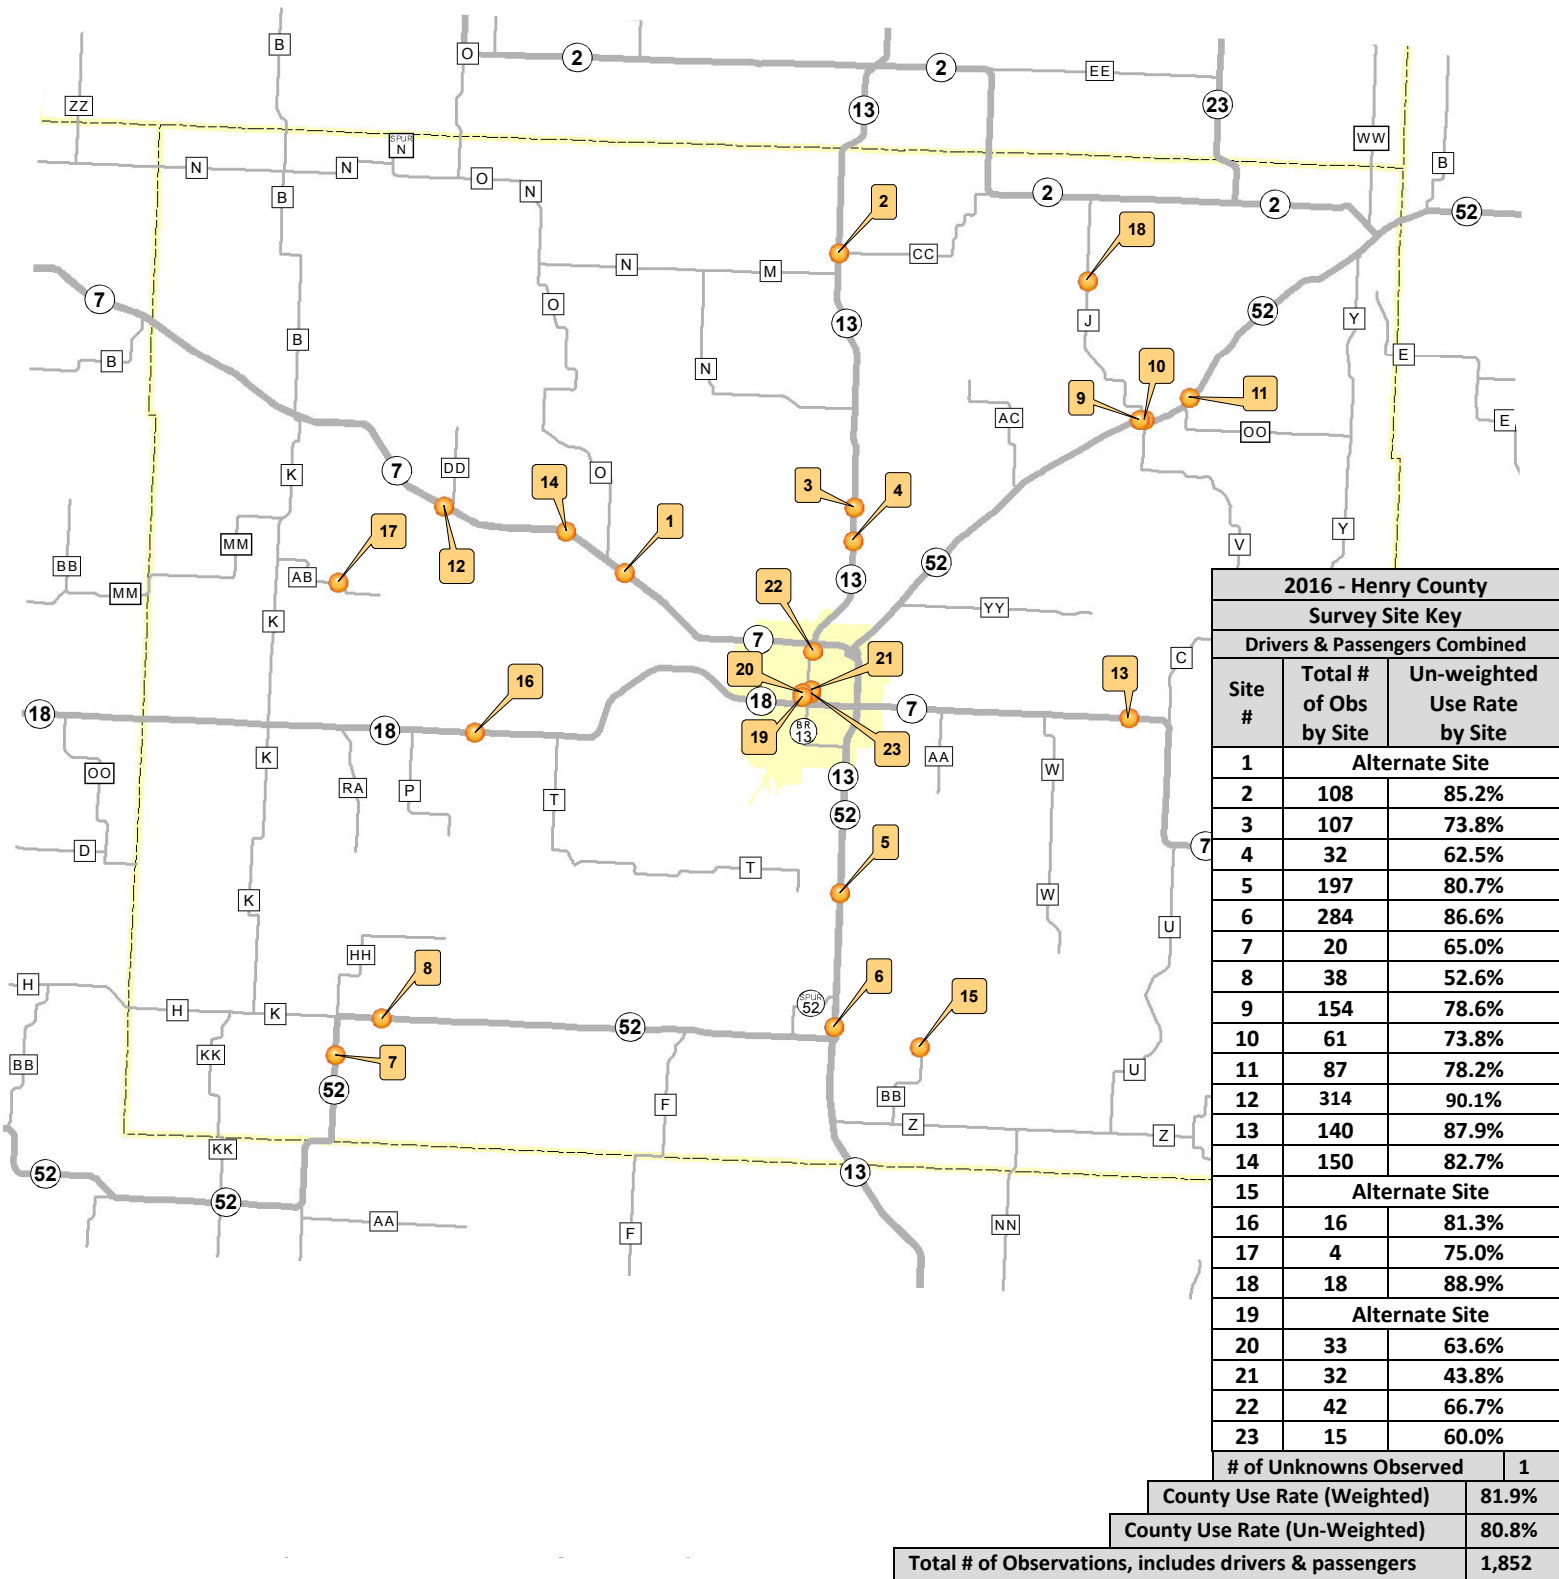 B
O
2
2
EE
13
23
ZZ
WW
SPUR
N
B
N
N
O
N
B
2
2
52
2
18
CC
N
M
7
O
13
J
52
Y
B
B
N
E
10
9
11
AC
OO
E
7
DD
14
O
K
3
4
1
17
12
MM
BB
AB
MM
52
13
V
Y
22
YY
K
7
20
21
C
16
18
7
13
18
18
BR
13
19
23
K
AA
W
OO
RA
P
T
13
52
D
T
5
7
K
W
U
HH
8
6
15
H
H
K
SPUR
52
52
BB
KK
7
52
U
BB
F
Z
Z
KK
52
52
13
AA
F
NN
2016 - Henry County
Survey Site Key
Drivers & Passengers Combined
Site # Total # of Obs by Site Un-weighted Use Rate by Site
1 Alternate Site
2 108 85.2%
3 107 73.8%
4 32 62.5%
5 197 80.7%
6 284 86.6%
7 20 65.0%
8 38 52.6%
9 154 78.6%
10 61 73.8%
11 87 78.2%
12 314 90.1%
13 140 87.9%
14 150 82.7%
15 Alternate Site
16 16 81.3%
17 4 75.0%
18 18 88.9%
19 Alternate Site
20 33 63.6%
21 32 43.8%
22 42 66.7%
23 15 60.0%
# of Unknowns Observed 1
County Use Rate (Weighted) 81.9%
County Use Rate (Un-Weighted) 80.8%
Total # of Observations, includes drivers & passengers 1,852